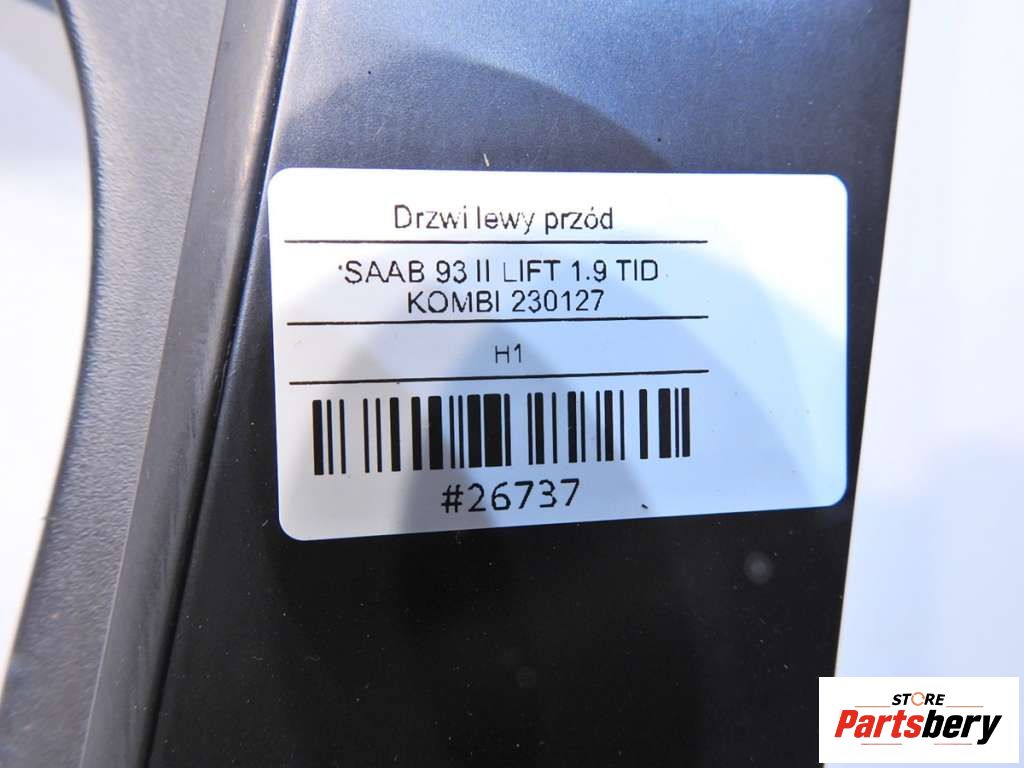 Drzwi lewy przód
SAAB 93 II LIFT 1.9 TID
KOMBI 230127
H1
#26737
STORE
Partsbery